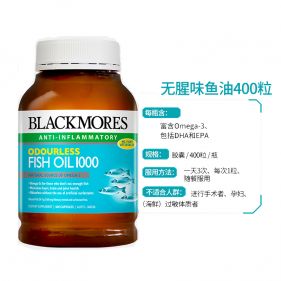 BLACKMORES
ANTI-INFLAMMATORY
ODOURLESS
FISH OIL 1000
无腥味鱼油400粒
每瓶含:
富含Omega-3、
包括DHA和EPA
规格:
胶囊 / 400粒 / 瓶
服用方法:
一天3次、每次1粒、
随餐服用
不适合人群:
进行手术者、孕妇、
(海鲜)过敏体质者